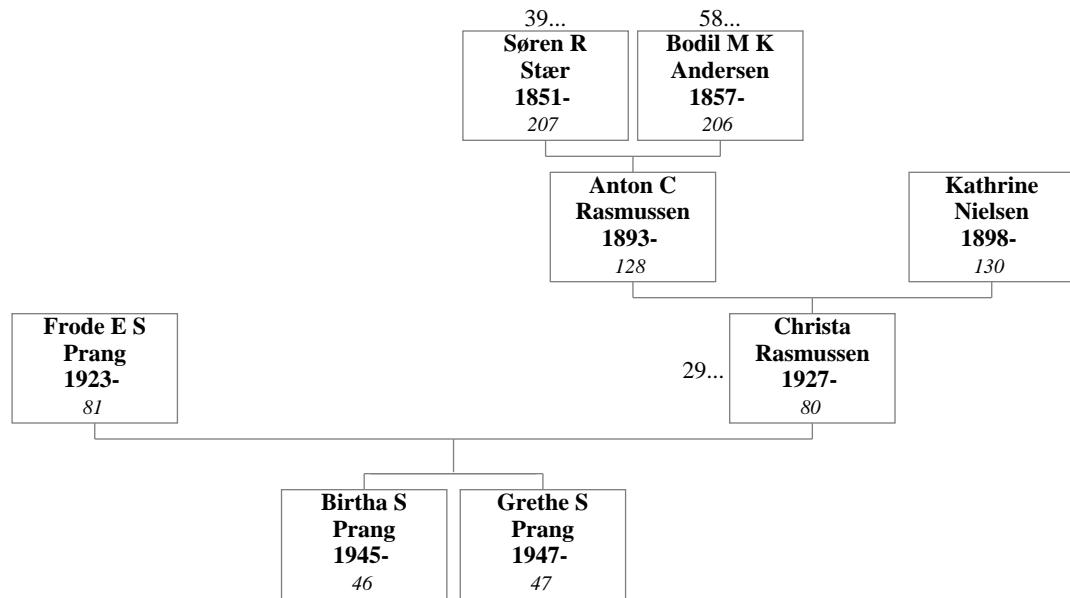 39...
Søren R
Stær
1851-
207
58...
Bodil M K
Andersen
1857-
206
Anton C
Rasmussen
1893-
128
Kathrine
Nielsen
1898-
130
Frode E S
Prang
1923-
81
29...
Christa
Rasmussen
1927-
80
Birtha S
Prang
1945-
46
Grethe S
Prang
1947-
47